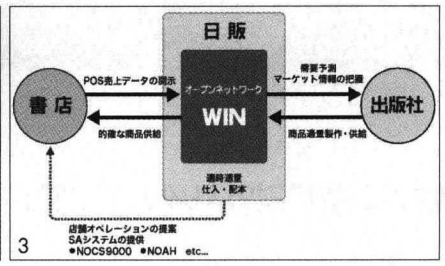 日販
POS売上データの開示
需要予測
マーケット情報の把握
オープンネットワーク
WIN
書店
出版社
的確な商品供給
商品適量製作・供給
適時適量
仕入・配本
店舗オペレーションの提案
SAシステムの提供
●NOCS9000 ●NOAH etc...
3